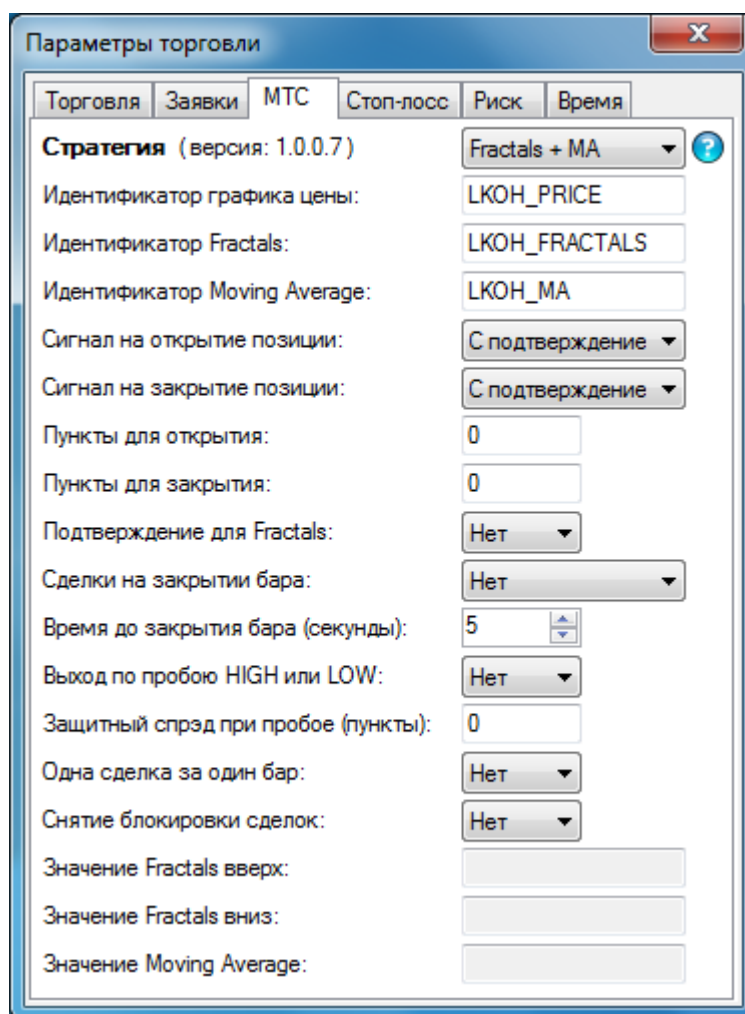 Параметры торговли
Торговля Заявки МТС Стоп-лосс Риск Время
Стратегия (версия: 1.0.0.7) Fractals + MA ?
Идентификатор графика цены: LKOH_PRICE
Идентификатор Fractals: LKOH_FRACTALS
Идентификатор Moving Average: LKOH_MA
Сигнал на открытие позиции: С подтверждение
Сигнал на закрытие позиции: С подтверждение
Пункты для открытия: 0
Пункты для закрытия: 0
Подтверждение для Fractals: Нет
Сделки на закрытии бара: Нет
Время до закрытия бара (секунды): 5
Выход по пробою HIGH или LOW: Нет
Защитный спрэд при пробое (пункты): 0
Одна сделка за один бар: Нет
Снятие блокировки сделок: Нет
Значение Fractals вверх:
Значение Fractals вниз:
Значение Moving Average: